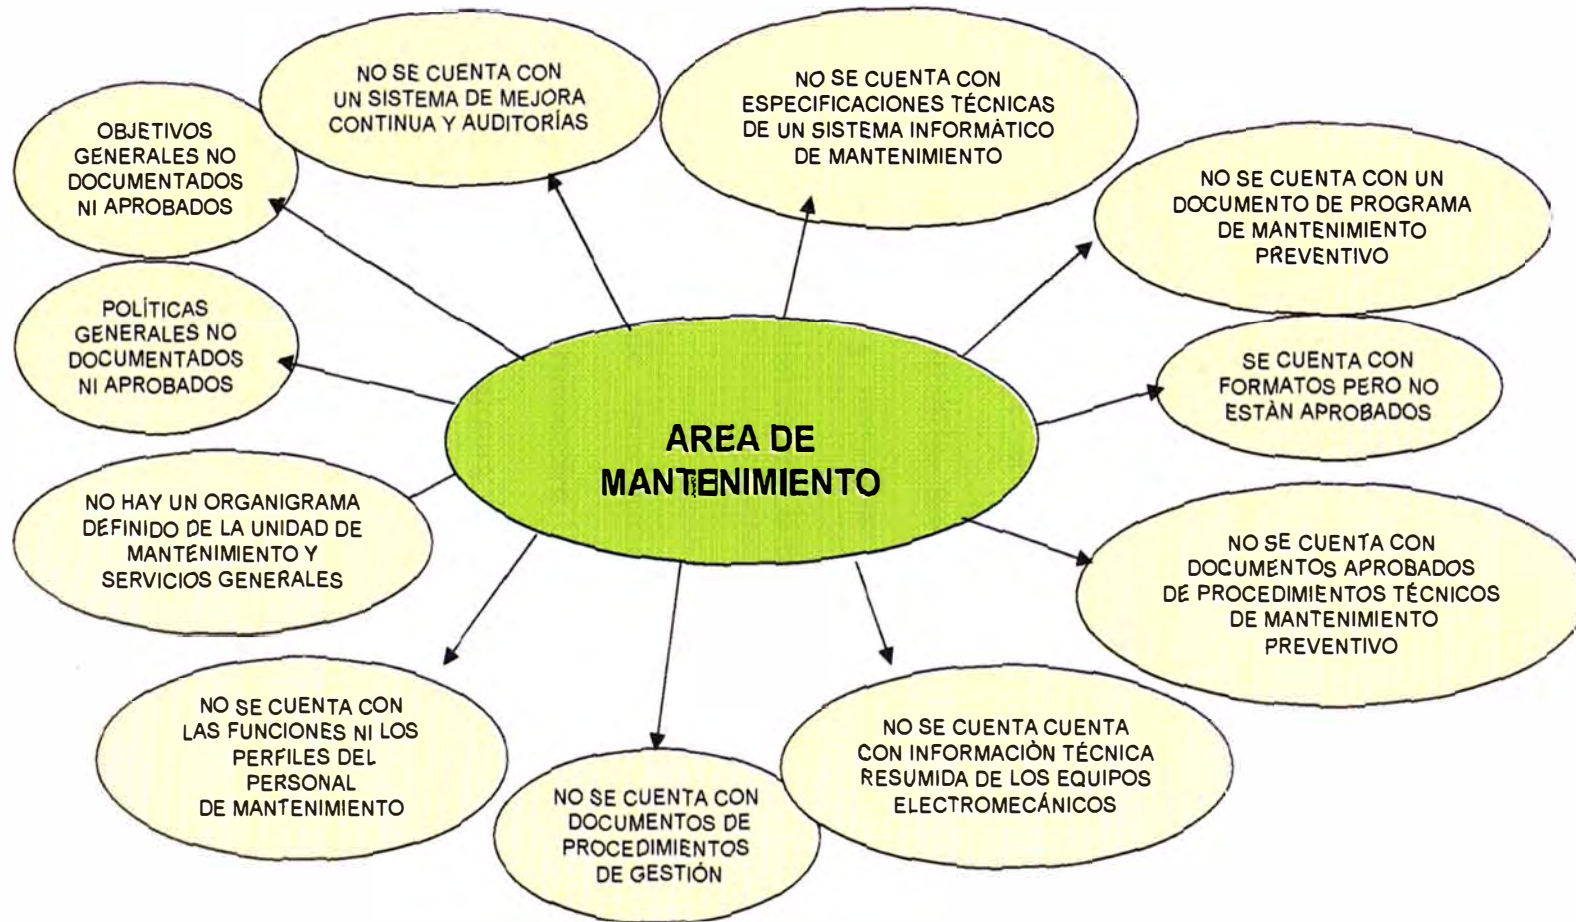 NO SE CUENTA CON
UN SISTEMA DE MEJORA
CONTINUA Y AUDITORÍAS
NO SE CUENTA CON
ESPECIFICACIONES TÉCNICAS
DE UN SISTEMA INFORMÀTICO
DE MANTENIMIENTO
OBJETIVOS
GENERALES NO
DOCUMENTADOS
NI APROBADOS
NO SE CUENTA CON UN
DOCUMENTO DE PROGRAMA
DE MANTENIMIENTO
PREVENTIVO
POLÍTICAS
GENERALES NO
DOCUMENTADOS
NI APROBADOS
SE CUENTA CON
FORMATOS PERO NO
ESTÀN APROBADOS
AREA DE
MANTENIMIENTO
NO HAY UN ORGANIGRAMA
DEFINIDO DE LA UNIDAD DE
MANTENIMIENTO Y
SERVICIOS GENERALES
NO SE CUENTA CON
DOCUMENTOS APROBADOS
DE PROCEDIMIENTOS TÉCNICOS
DE MANTENIMIENTO
PREVENTIVO
NO SE CUENTA CON
LAS FUNCIONES NI LOS
PERFILES DEL
PERSONAL
DE MANTENIMIENTO
NO SE CUENTA CON
DOCUMENTOS DE
PROCEDIMIENTOS
DE GESTIÓN
NO SE CUENTA CUENTA
CON INFORMACIÒN TÉCNICA
RESUMIDA DE LOS EQUIPOS
ELECTROMECÁNICOS